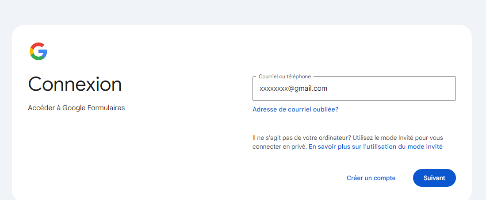 Connexion
Accéder à Google Formulaires
Courriel ou téléphone
xxxxxxxx@gmail.com
Adresse de courriel oubliée?
Il ne s'agit pas de votre ordinateur? Utilisez le mode Invité pour vous
connecter en privé. En savoir plus sur l'utilisation du mode invité
Créer un compte
Suivant